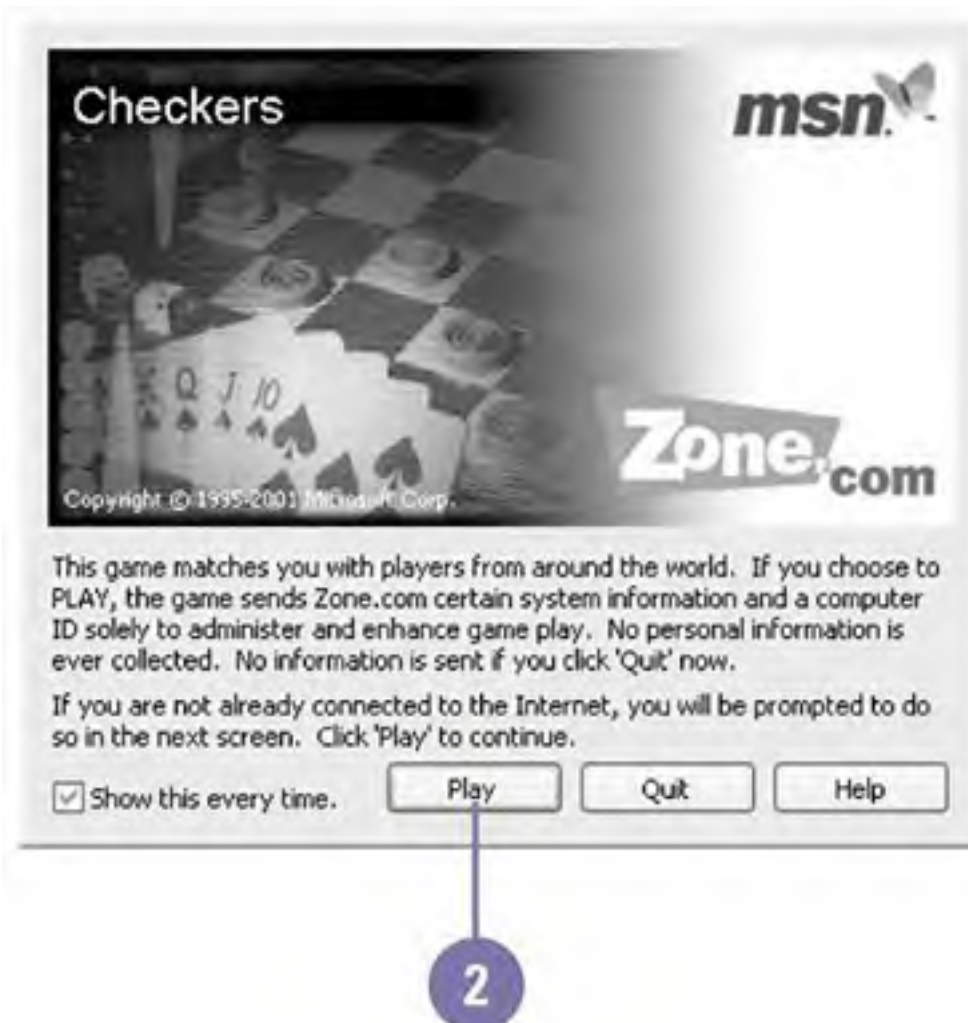 Checkers
msn.
K Q J 10
Zone.com
Copyright © 1995-2001 Microsoft Corp.
This game matches you with players from around the world. If you choose to
PLAY, the game sends Zone.com certain system information and a computer
ID solely to administer and enhance game play. No personal information is
ever collected. No information is sent if you click 'Quit' now.
If you are not already connected to the Internet, you will be prompted to do
so in the next screen. Click 'Play' to continue.
Show this every time.
Play
Quit
Help
2